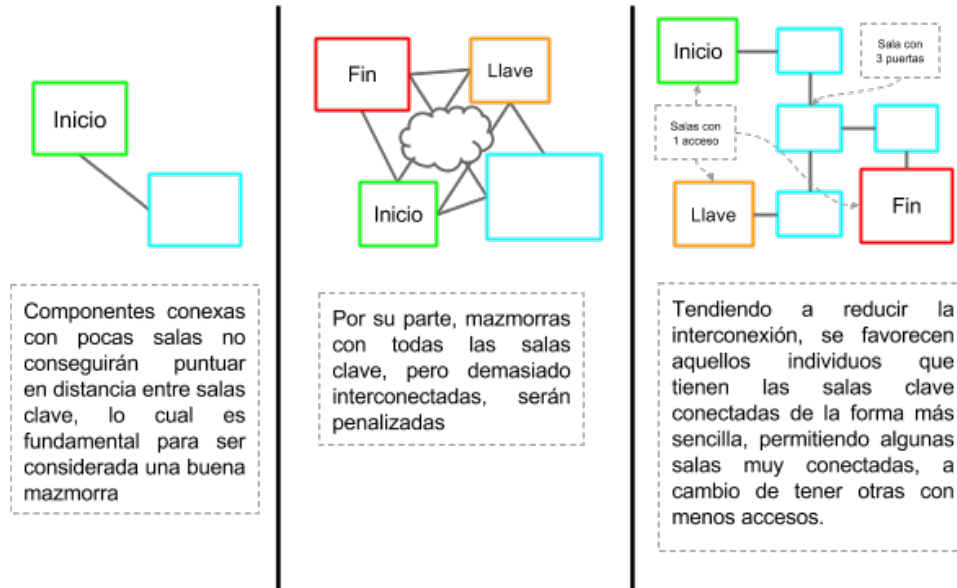 Inicio
Componentes conexas
con pocas salas no
conseguirán puntuar
en distancia entre salas
clave, lo cual es
fundamental para ser
considerada una buena
mazmorra
Fin
Llave
Inicio
Por su parte, mazmorras
con todas las salas
clave, pero demasiado
interconectadas, serán
penalizadas
Inicio
Sala con
3 puertas
Salas con
1 acceso
Llave
Fin
Tendiendo a reducir la
interconexión, se favorecen
aquellos individuos que
tienen las salas clave
conectadas de la forma más
sencilla, permitiendo algunas
salas muy conectadas, a
cambio de tener otras con
menos accesos.